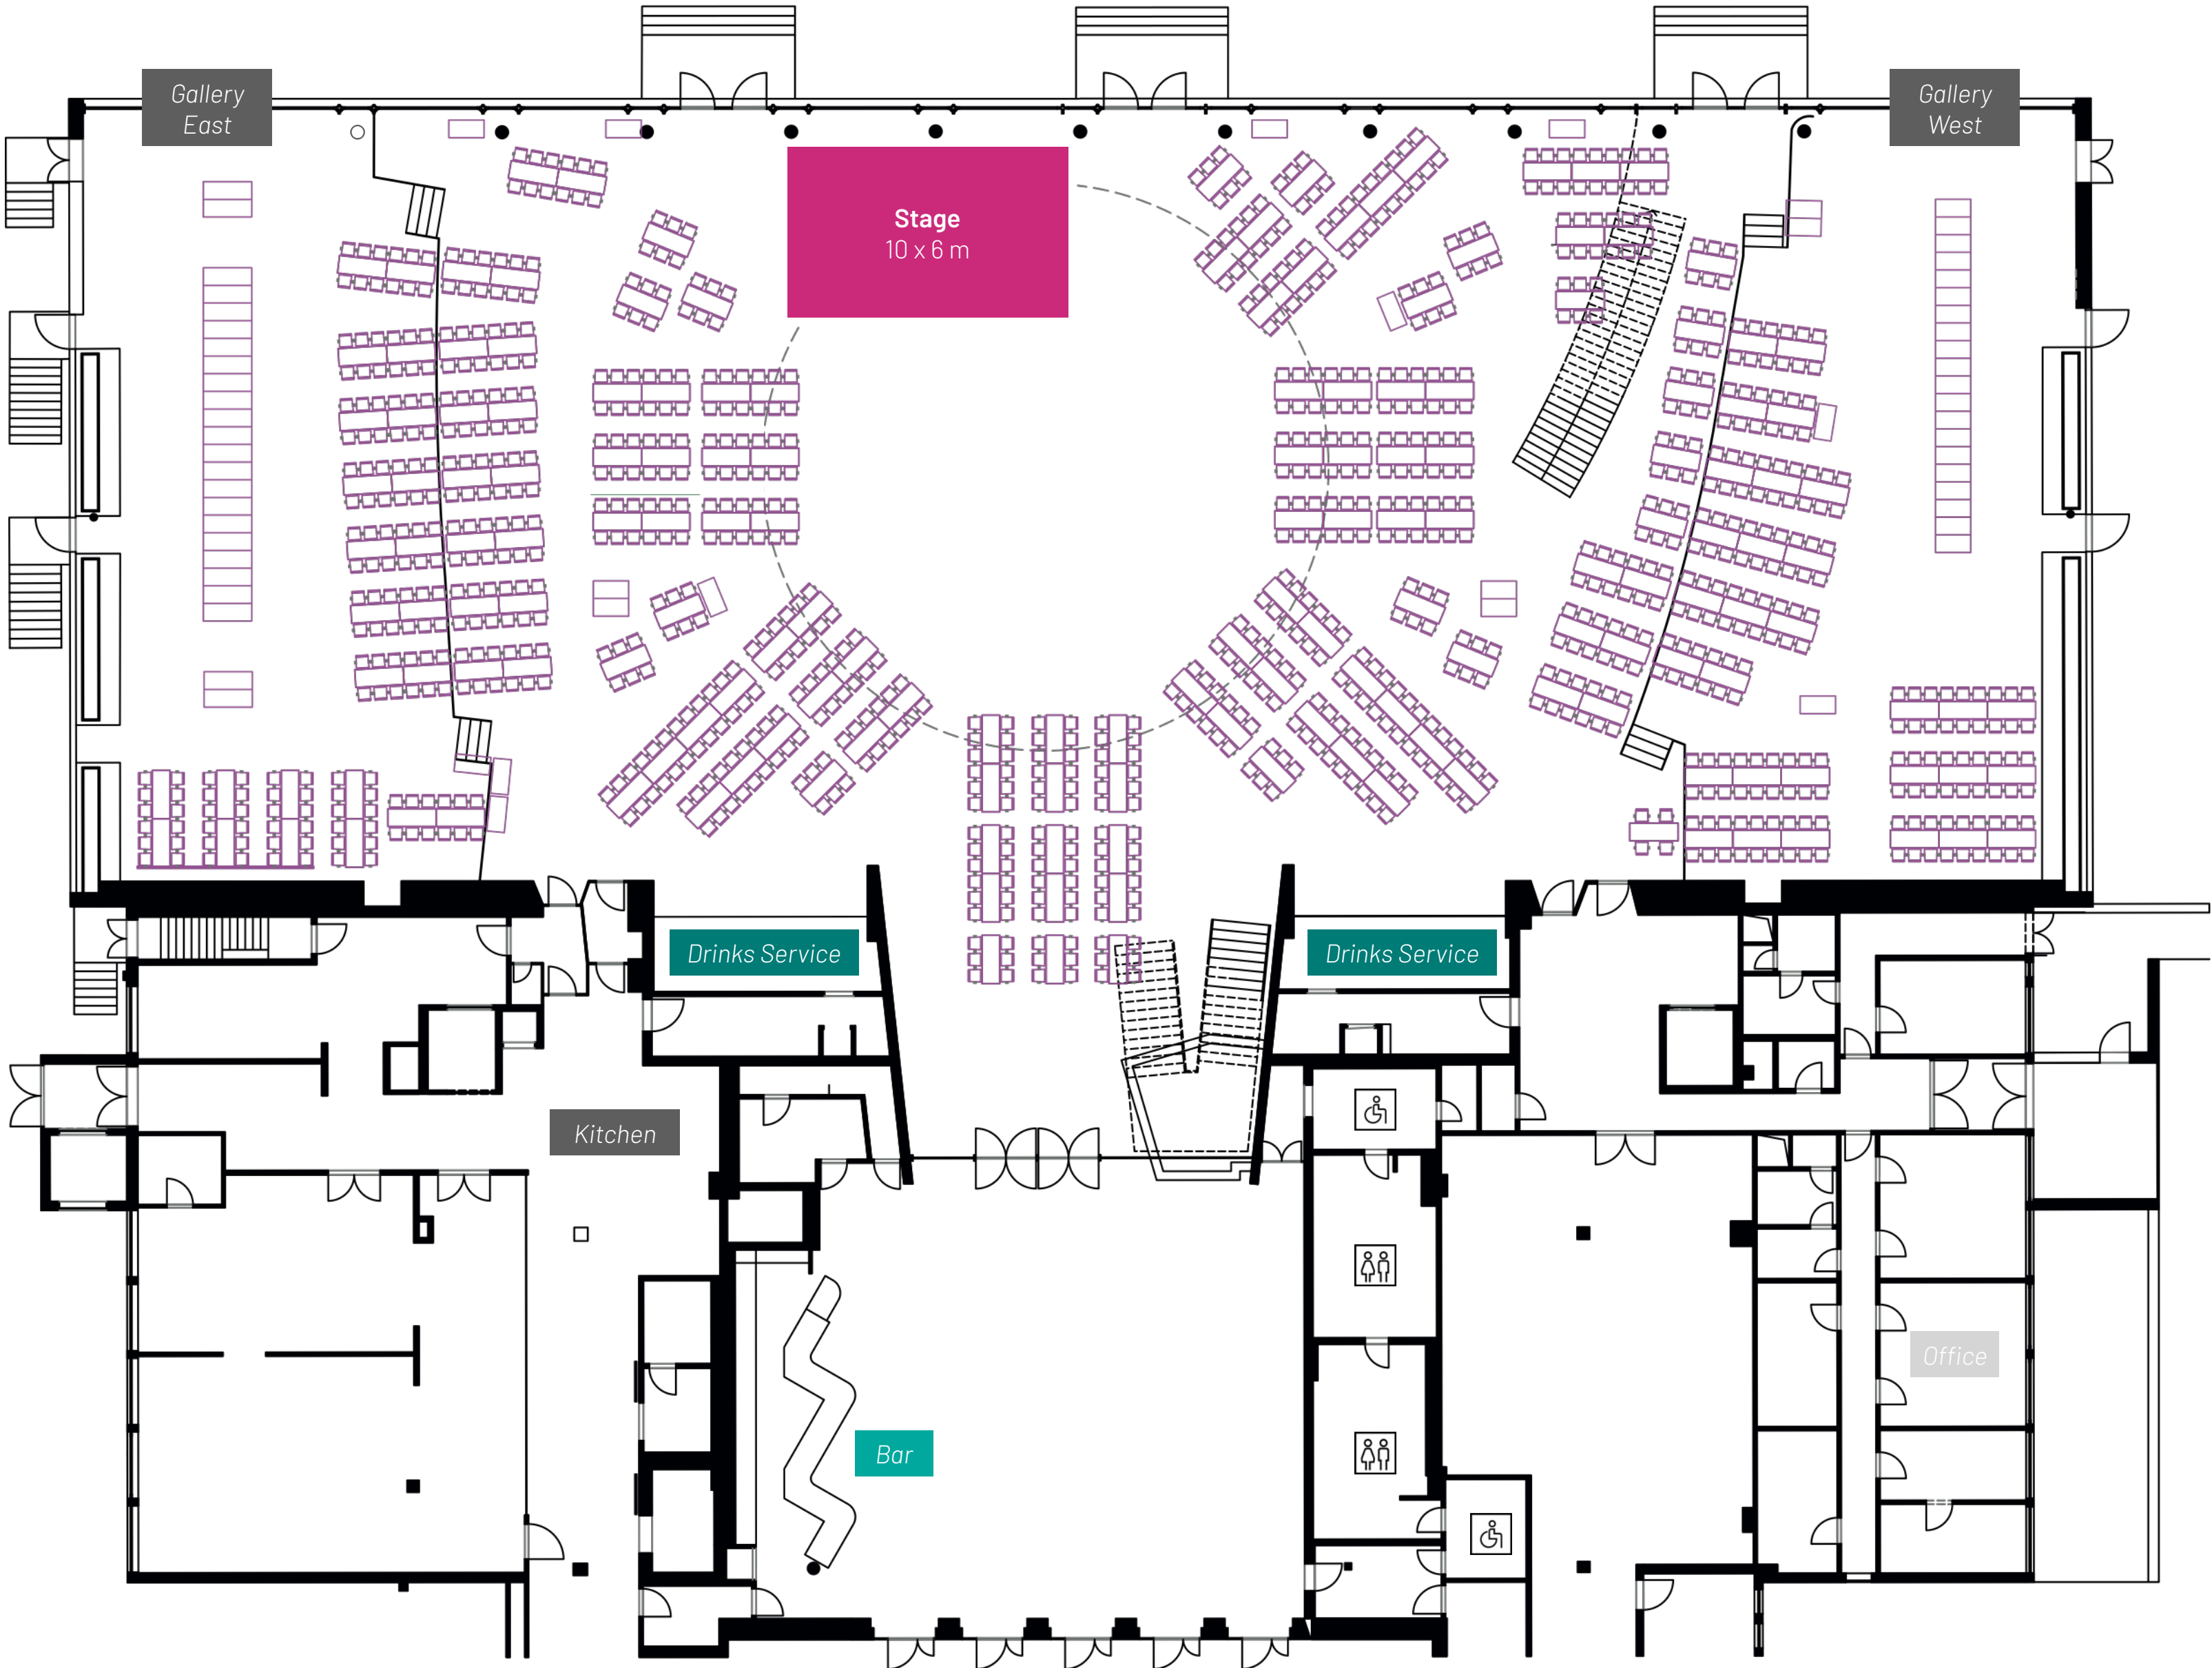 Gallery
East
Gallery
West
Stage
10 x 6 m
Drinks Service
Drinks Service
Kitchen
Office
Bar